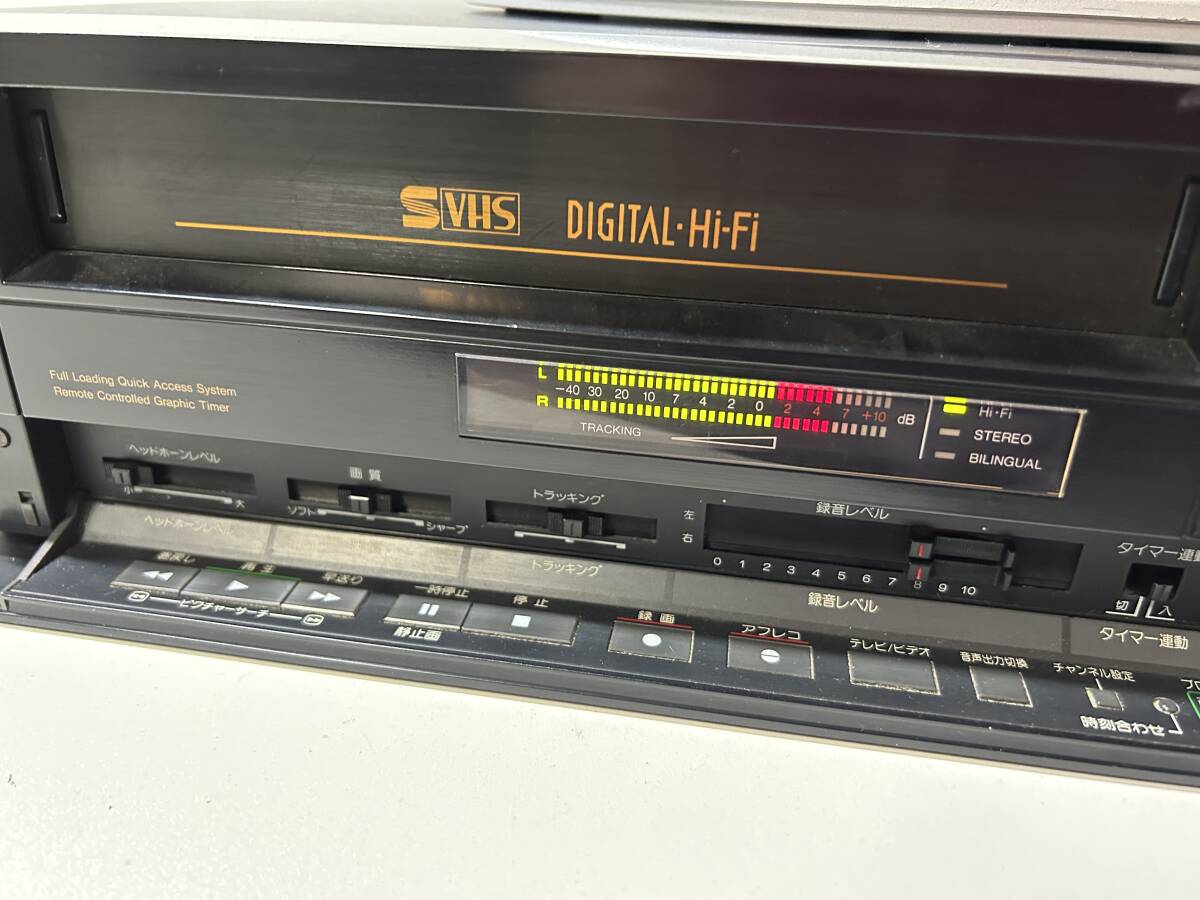 S VHS DIGITAL·Hi-Fi
Full Loading Quick Access System
Remote Controlled Graphic Timer
L
−40 30 20 10 7 4 2 0 2 4 7 +10 dB
R
TRACKING
Hi·Fi
STEREO
BILINGUAL
ヘッドホーンレベル
小 大
画質
ソフト シャープ
トラッキング
録音レベル
左
右
0 1 2 3 4 5 6 7 8 9 10
タイマー連動
切 入
ヘッドホーンレベル
トラッキング
録音レベル
タイマー連動
巻戻し 再生 早送り
ピクチャーサーチ
一時停止
静止画
停止
録画
アフレコ
テレビ/ビデオ
音声出力切換
チャンネル設定
時刻合わせ
プロ